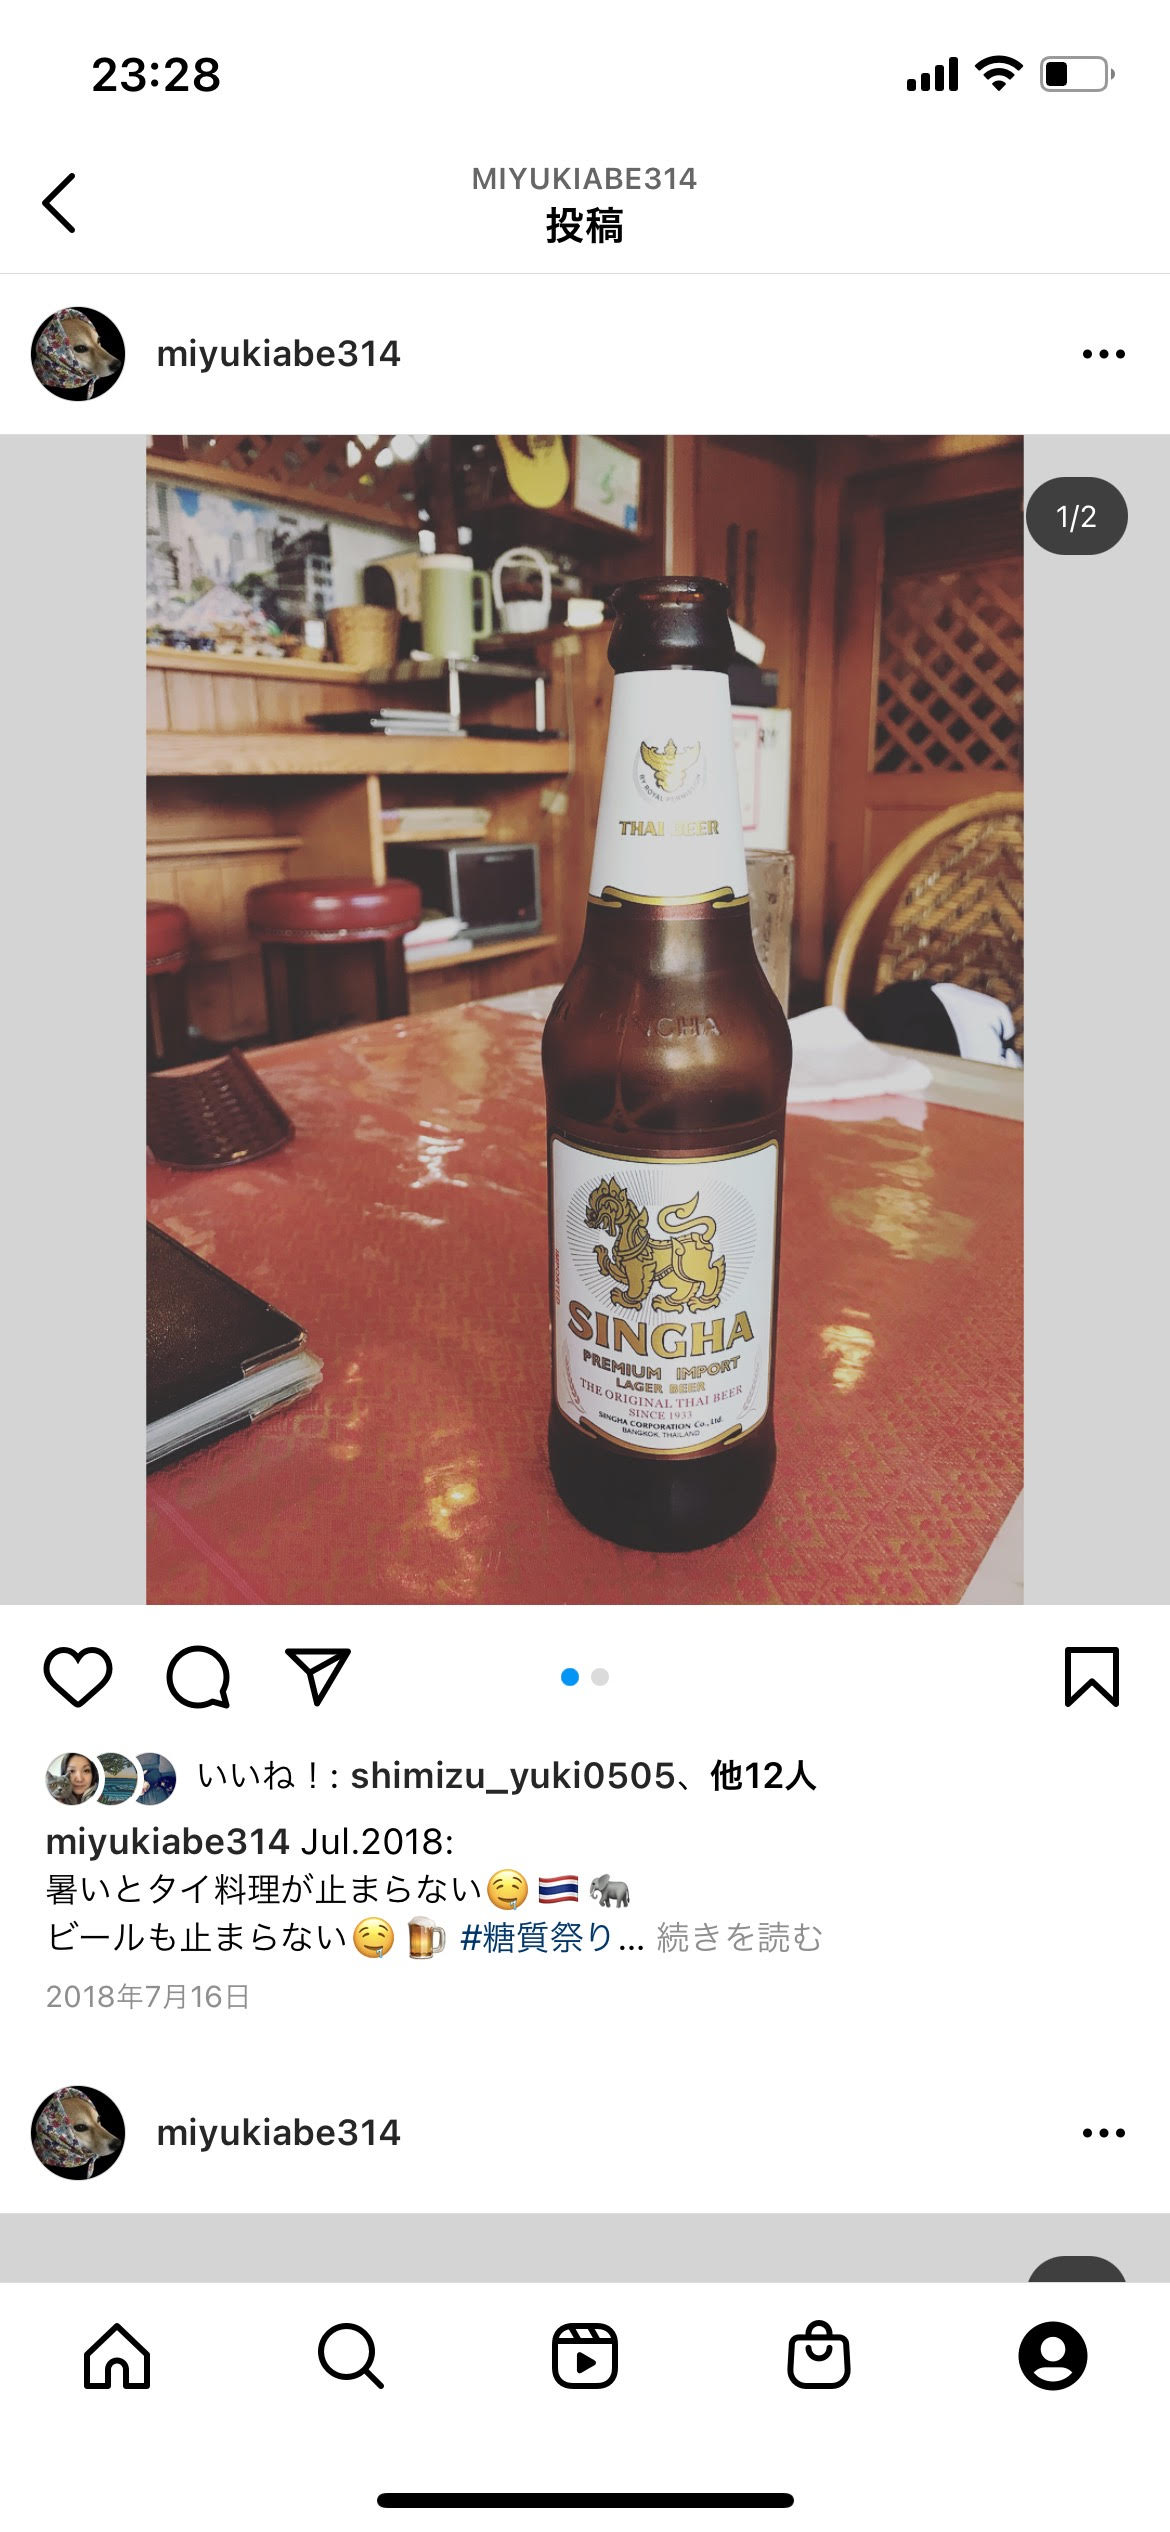 23:28
MIYUKIABE314
投稿
miyukiabe314
1/2
BY ROYAL PERMISSION
THAI BEER
SINGHA
IMPORTED
SINGHA
PREMIUM IMPORT
LAGER BEER
THE ORIGINAL THAI BEER
SINCE 1933
SINGHA CORPORATION Co., Ltd.
BANGKOK, THAILAND
いいね！: shimizu_yuki0505、他12人
miyukiabe314 Jul.2018:
暑いとタイ料理が止まらない🤤🇹🇭🐘
ビールも止まらない🤤🍺 #糖質祭り... 続きを読む
2018年7月16日
miyukiabe314